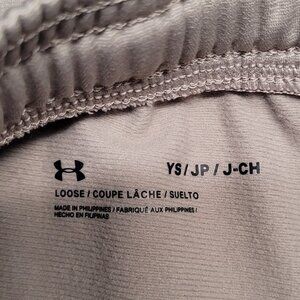 YS / JP / J-CH
LOOSE / COUPE LÂCHE / SUELTO
MADE IN PHILIPPINES / FABRIQUÉ AUX PHILIPPINES /
HECHO EN FILIPINAS